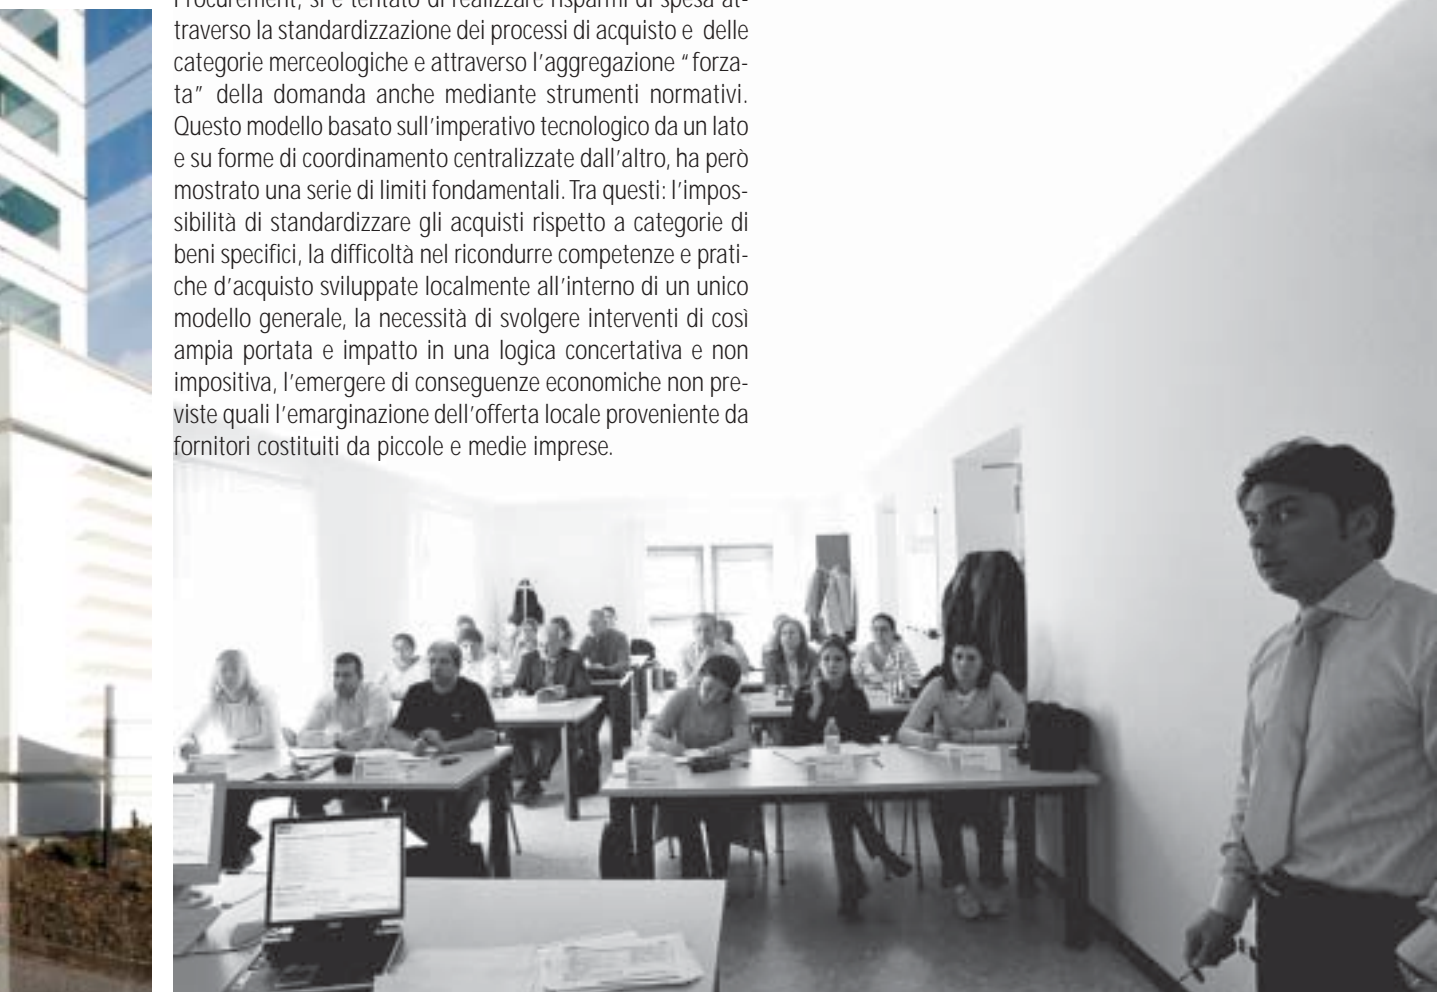 Procurement, si è tentato di realizzare risparmi di spesa at-
traverso la standardizzazione dei processi di acquisto e delle
categorie merceologiche e attraverso l'aggregazione "forza-
ta" della domanda anche mediante strumenti normativi.
Questo modello basato sull'imperativo tecnologico da un lato
e su forme di coordinamento centralizzate dall'altro, ha però
mostrato una serie di limiti fondamentali. Tra questi: l'impos-
sibilità di standardizzare gli acquisti rispetto a categorie di
beni specifici, la difficoltà nel ricondurre competenze e prati-
che d'acquisto sviluppate localmente all'interno di un unico
modello generale, la necessità di svolgere interventi di così
ampia portata e impatto in una logica concertativa e non
impositiva, l'emergere di conseguenze economiche non pre-
viste quali l'emarginazione dell'offerta locale proveniente da
fornitori costituiti da piccole e medie imprese.